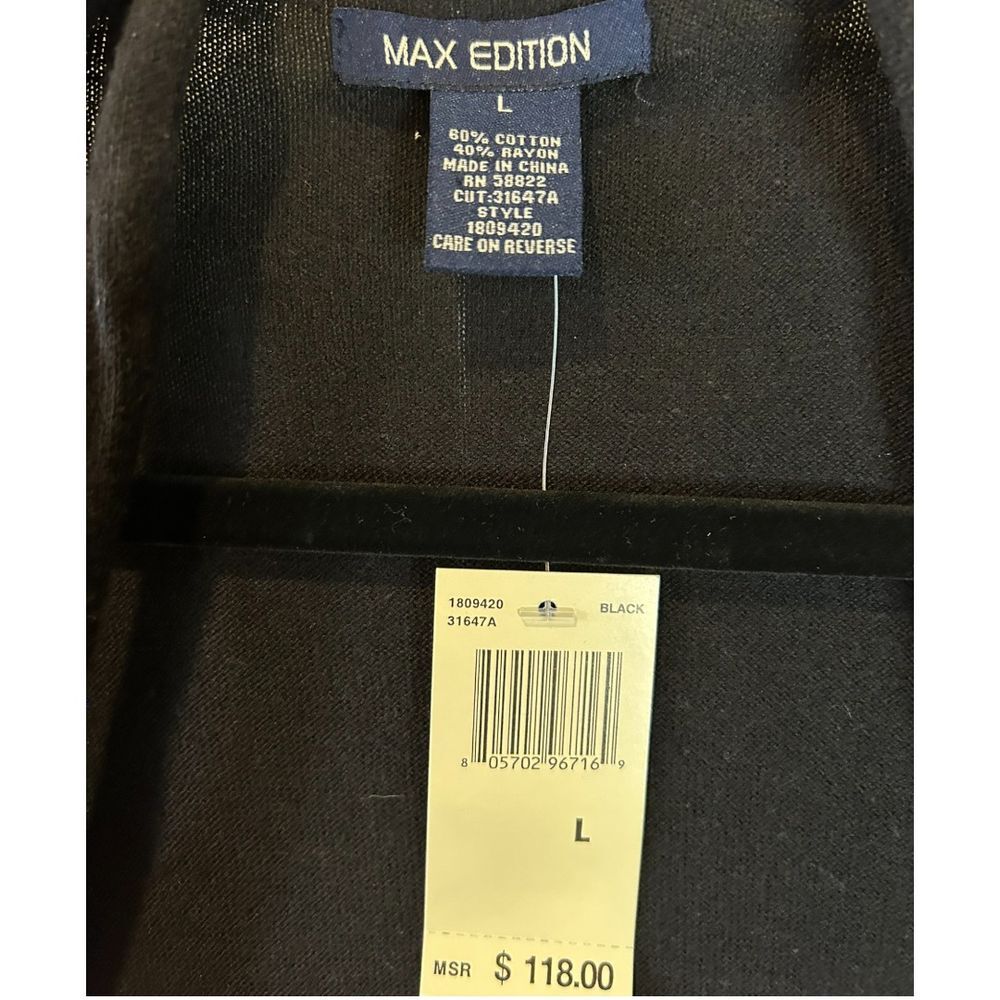 MAX EDITION
L
60% COTTON
40% RAYON
MADE IN CHINA
RN 58822
CUT:31647A
STYLE
1809420
CARE ON REVERSE
1809420 BLACK
31647A
8 05702 96716 9
L
MSR $ 118.00